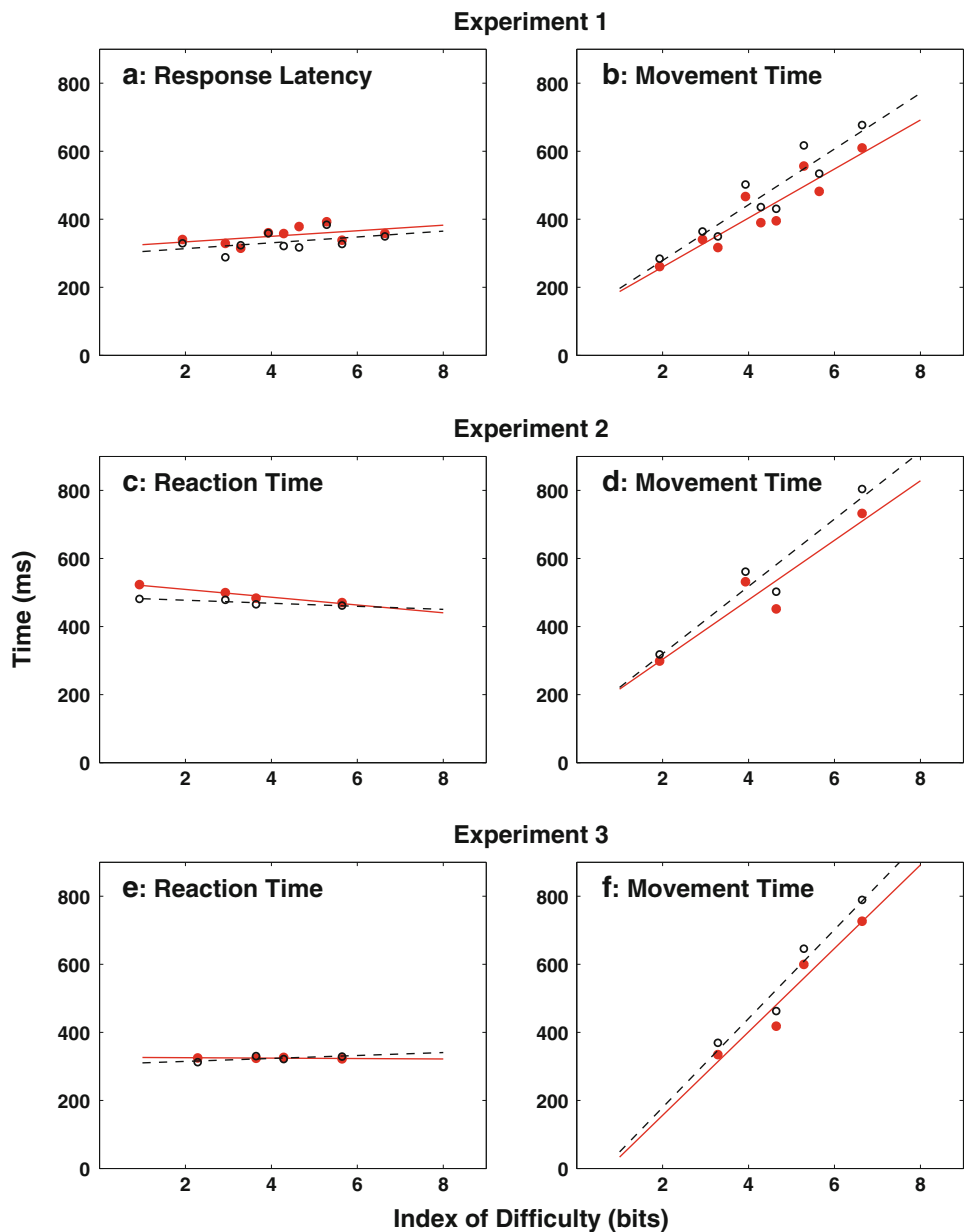 Experiment 1
a: Response Latency
b: Movement Time
800
600
400
200
0
2 4 6 8
800
600
400
200
0
2 4 6 8
Experiment 2
c: Reaction Time
d: Movement Time
800
600
400
200
0
2 4 6 8
800
600
400
200
0
2 4 6 8
Time (ms)
Experiment 3
e: Reaction Time
f: Movement Time
800
600
400
200
0
2 4 6 8
800
600
400
200
0
2 4 6 8
Index of Difficulty (bits)